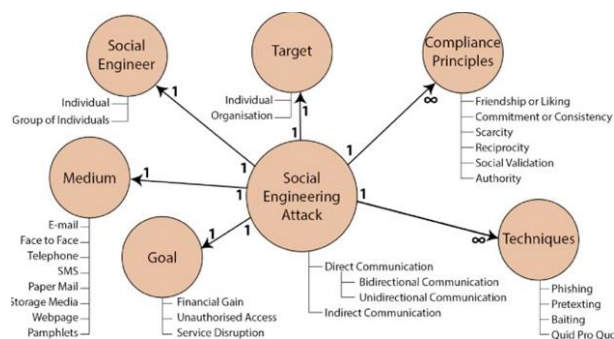 Social
Engineer
Individual
Group of Individuals
Target
Individual
Organisation
Compliance
Principles
Friendship or Liking
Commitment or Consistency
Scarcity
Reciprocity
Social Validation
Authority
Medium
E-mail
Face to Face
Telephone
SMS
Paper Mail
Storage Media
Webpage
Pamphlets
Goal
Financial Gain
Unauthorised Access
Service Disruption
Social
Engineering
Attack
Direct Communication
Bidirectional Communication
Unidirectional Communication
Indirect Communication
Techniques
Phishing
Pretexting
Baiting
Quid Pro Quo
1
1
1
1
1
∞
1
1
1
1
1
∞